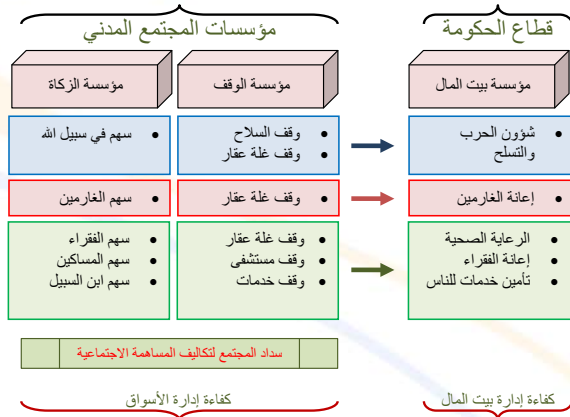 قطاع الحكومة
مؤسسات المجتمع المدني
مؤسسة بيت المال
مؤسسة الوقف
مؤسسة الزكاة
• شؤون الحرب
والتسلح
• وقف السلاح
• وقف غلة عقار
• سهم في سبيل الله
• إعانة الغارمين
• وقف غلة عقار
• سهم الغارمين
• الرعاية الصحية
• إعانة الفقراء
• تأمين خدمات للناس
• وقف غلة عقار
• وقف مستشفى
• وقف خدمات
• سهم الفقراء
• سهم المساكين
• سهم ابن السبيل
سداد المجتمع لتكاليف المساهمة الاجتماعية
كفاءة إدارة بيت المال
كفاءة إدارة الأسواق